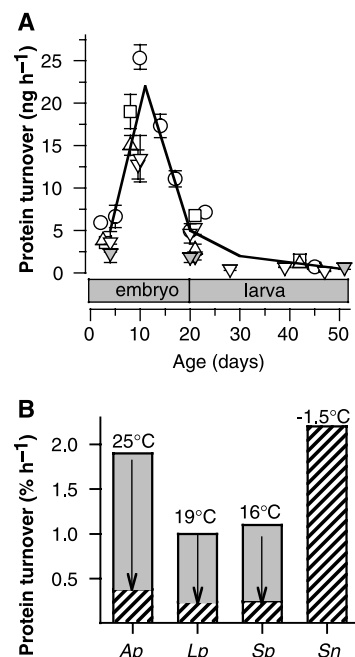 A
Protein turnover (ng h–1)
25
20
15
10
5
0
embryo larva
0 10 20 30 40 50
Age (days)
B
Protein turnover (% h–1)
2.0
1.5
1.0
0.5
25°C
19°C
16°C
-1.5°C
Ap Lp Sp Sn